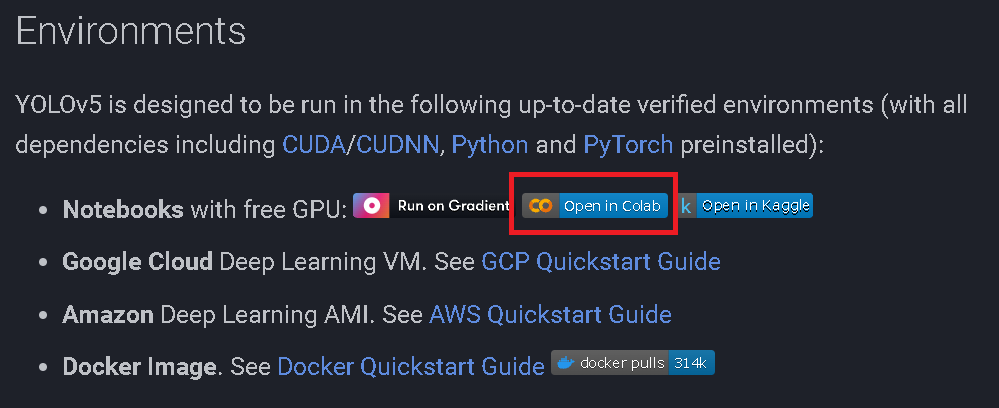 Environments
YOLOv5 is designed to be run in the following up-to-date verified environments (with all
dependencies including CUDA/CUDNN, Python and PyTorch preinstalled):
• Notebooks with free GPU: Run on Gradient Open in Colab k Open in Kaggle
• Google Cloud Deep Learning VM. See GCP Quickstart Guide
• Amazon Deep Learning AMI. See AWS Quickstart Guide
• Docker Image. See Docker Quickstart Guide docker pulls 314k